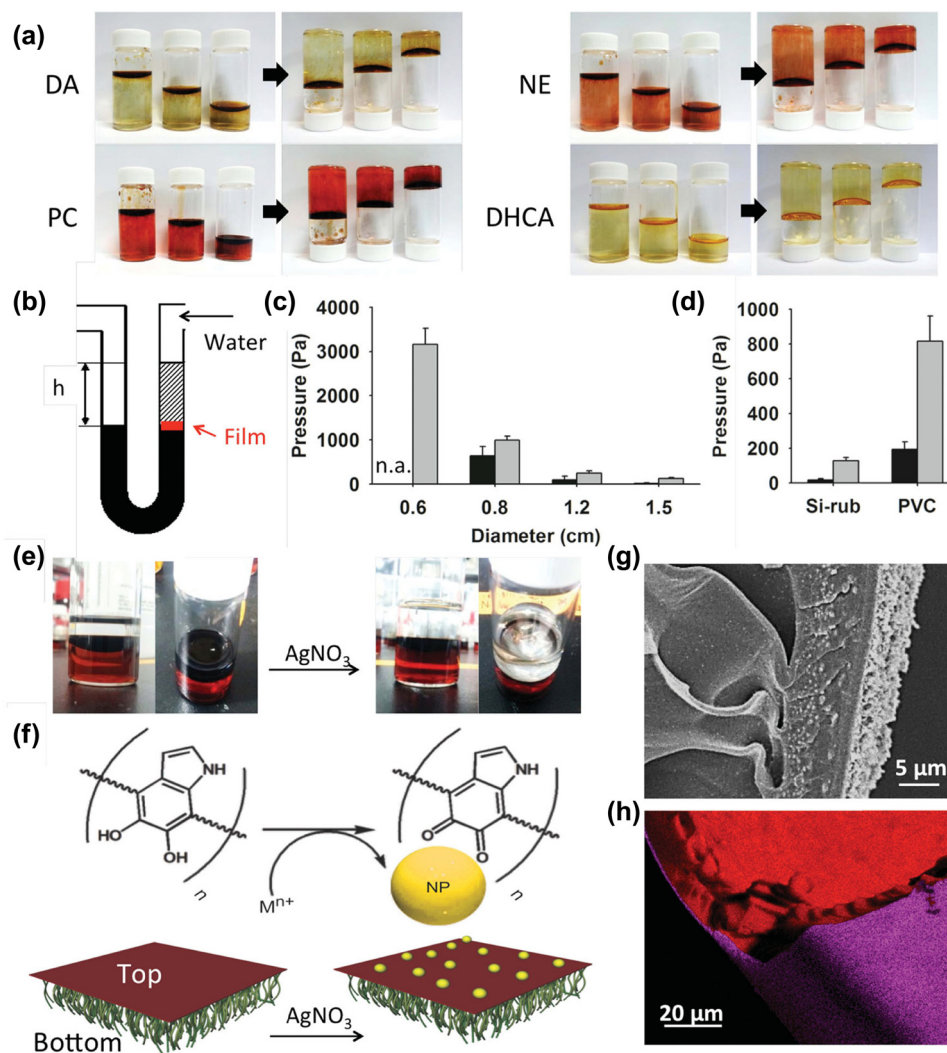 (a)
DA
NE
PC
DHCA
(b)
Water
h
Film
(c)
Pressure (Pa)
4000
3000
2000
1000
0
n.a.
0.6
0.8
1.2
1.5
Diameter (cm)
(d)
Pressure (Pa)
1000
800
600
400
200
0
Si-rub
PVC
(e)
AgNO3
(f)
NH
HO
OH
n
Mn+
NH
O
O
NP
n
Top
Bottom
AgNO3
(g)
5 µm
(h)
20 µm